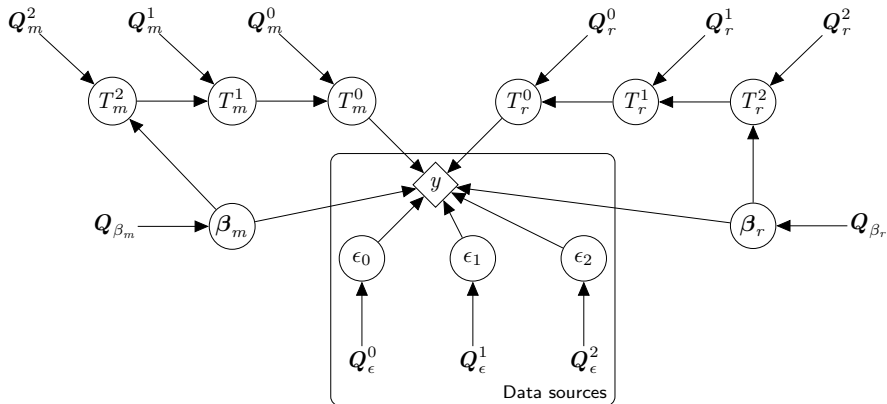 Q_m^2 Q_m^1 Q_m^0 Q_r^0 Q_r^1 Q_r^2
T_m^2 T_m^1 T_m^0 T_r^0 T_r^1 T_r^2
y
Q_{β_m} β_m β_r Q_{β_r}
ϵ_0 ϵ_1 ϵ_2
Q_ϵ^0 Q_ϵ^1 Q_ϵ^2
Data sources